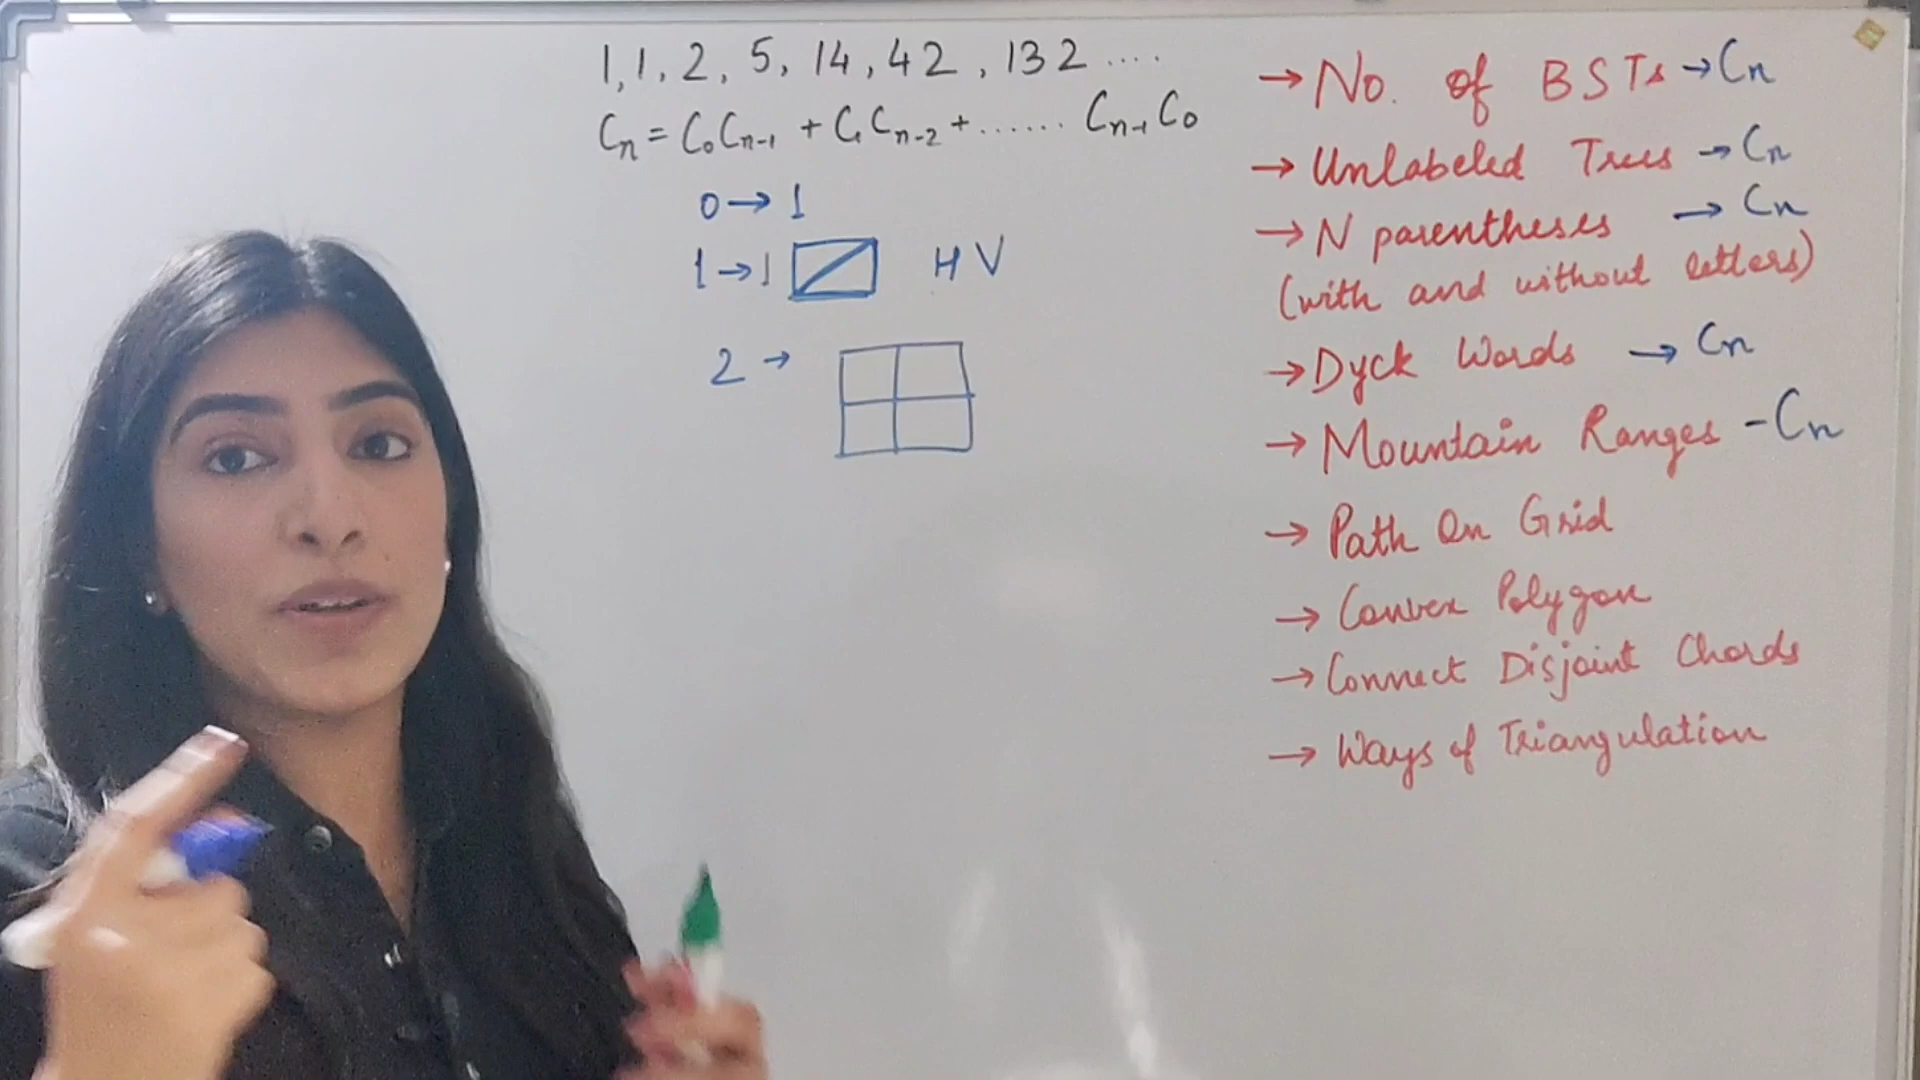 1, 1, 2, 5, 14, 42, 132 ....
Cn = C0Cn-1 + C1Cn-2 + ...... Cn-1C0
0 → 1
1 → 1 H V
2 →
→ No. of BSTs → Cn
→ Unlabeled Trees → Cn
→ N parentheses → Cn
(with and without letters)
→ Dyck Words → Cn
→ Mountain Ranges - Cn
→ Path On Grid
→ Convex Polygon
→ Connect Disjoint Chords
→ Ways of Triangulation